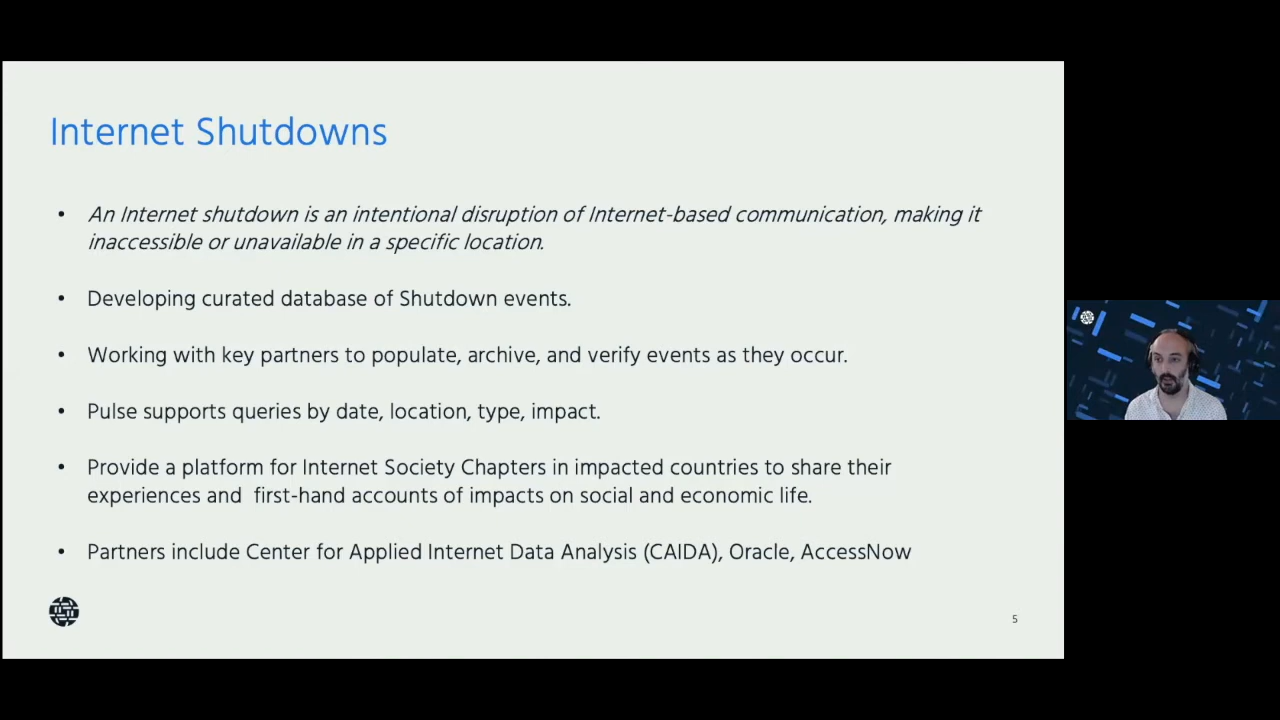 Internet Shutdowns
• An Internet shutdown is an intentional disruption of Internet-based communication, making it
inaccessible or unavailable in a specific location.
• Developing curated database of Shutdown events.
• Working with key partners to populate, archive, and verify events as they occur.
• Pulse supports queries by date, location, type, impact.
• Provide a platform for Internet Society Chapters in impacted countries to share their
experiences and  first-hand accounts of impacts on social and economic life.
• Partners include Center for Applied Internet Data Analysis (CAIDA), Oracle, AccessNow
5